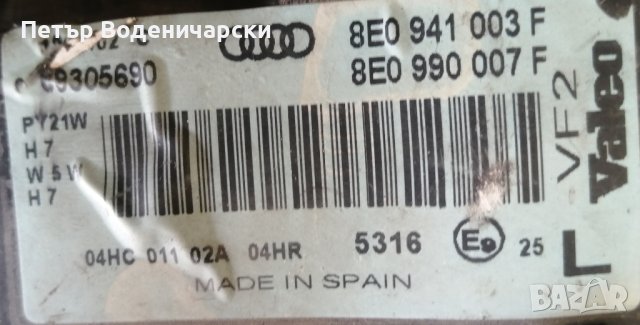 Петър Воденичарски
8E0 941 003 F
8E0 990 007 F
89305690
PY21W
H7
W5W
H7
04HC 011 02A 04HR 5316 E9 25
MADE IN SPAIN
L
VF2
Valeo
BAZAR